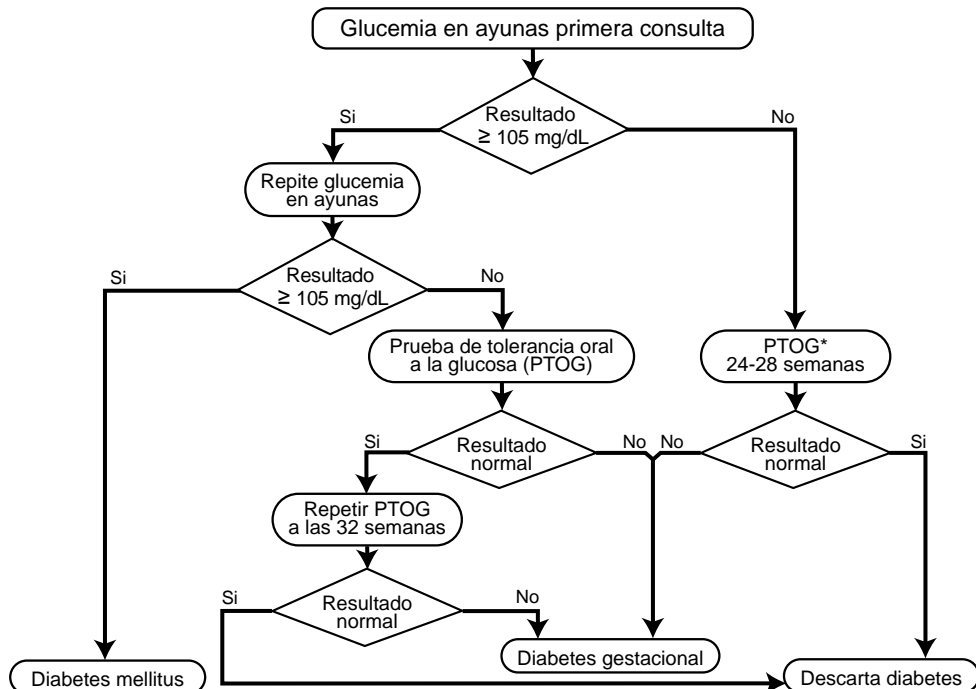 Glucemia en ayunas primera consulta
Si
Resultado
≥ 105 mg/dL
No
Repite glucemia
en ayunas
Si
Resultado
≥ 105 mg/dL
No
Prueba de tolerancia oral
a la glucosa (PTOG)
PTOG*
24-28 semanas
Si
Resultado
normal
No
No
Resultado
normal
Si
Repetir PTOG
a las 32 semanas
Si
Resultado
normal
No
Diabetes gestacional
Diabetes mellitus
Descarta diabetes